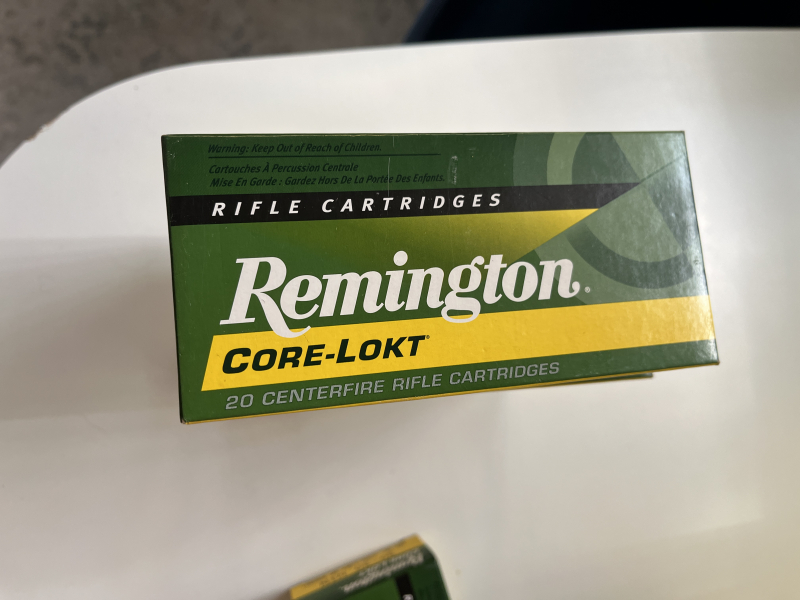 Warning: Keep Out of Reach of Children.
Cartouches À Percussion Centrale
Mise En Garde : Gardez Hors De La Portée Des Enfants.
RIFLE CARTRIDGES
Remington®
CORE-LOKT®
20 CENTERFIRE RIFLE CARTRIDGES
Remington